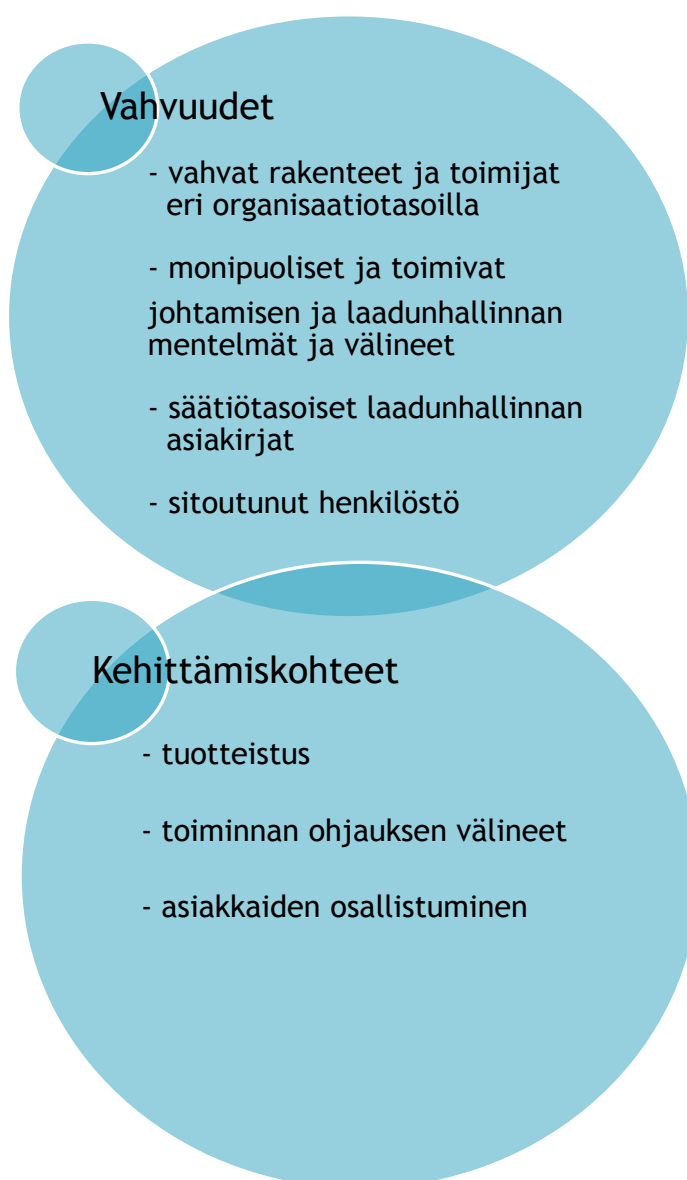 Vahvuudet
- vahvat rakenteet ja toimijat
eri organisaatiotasoilla
- monipuoliset ja toimivat
johtamisen ja laadunhallinnan
mentelmät ja välineet
- säätiötasoiset laadunhallinnan
asiakirjat
- sitoutunut henkilöstö
Kehittämiskohteet
- tuotteistus
- toiminnan ohjauksen välineet
- asiakkaiden osallistuminen